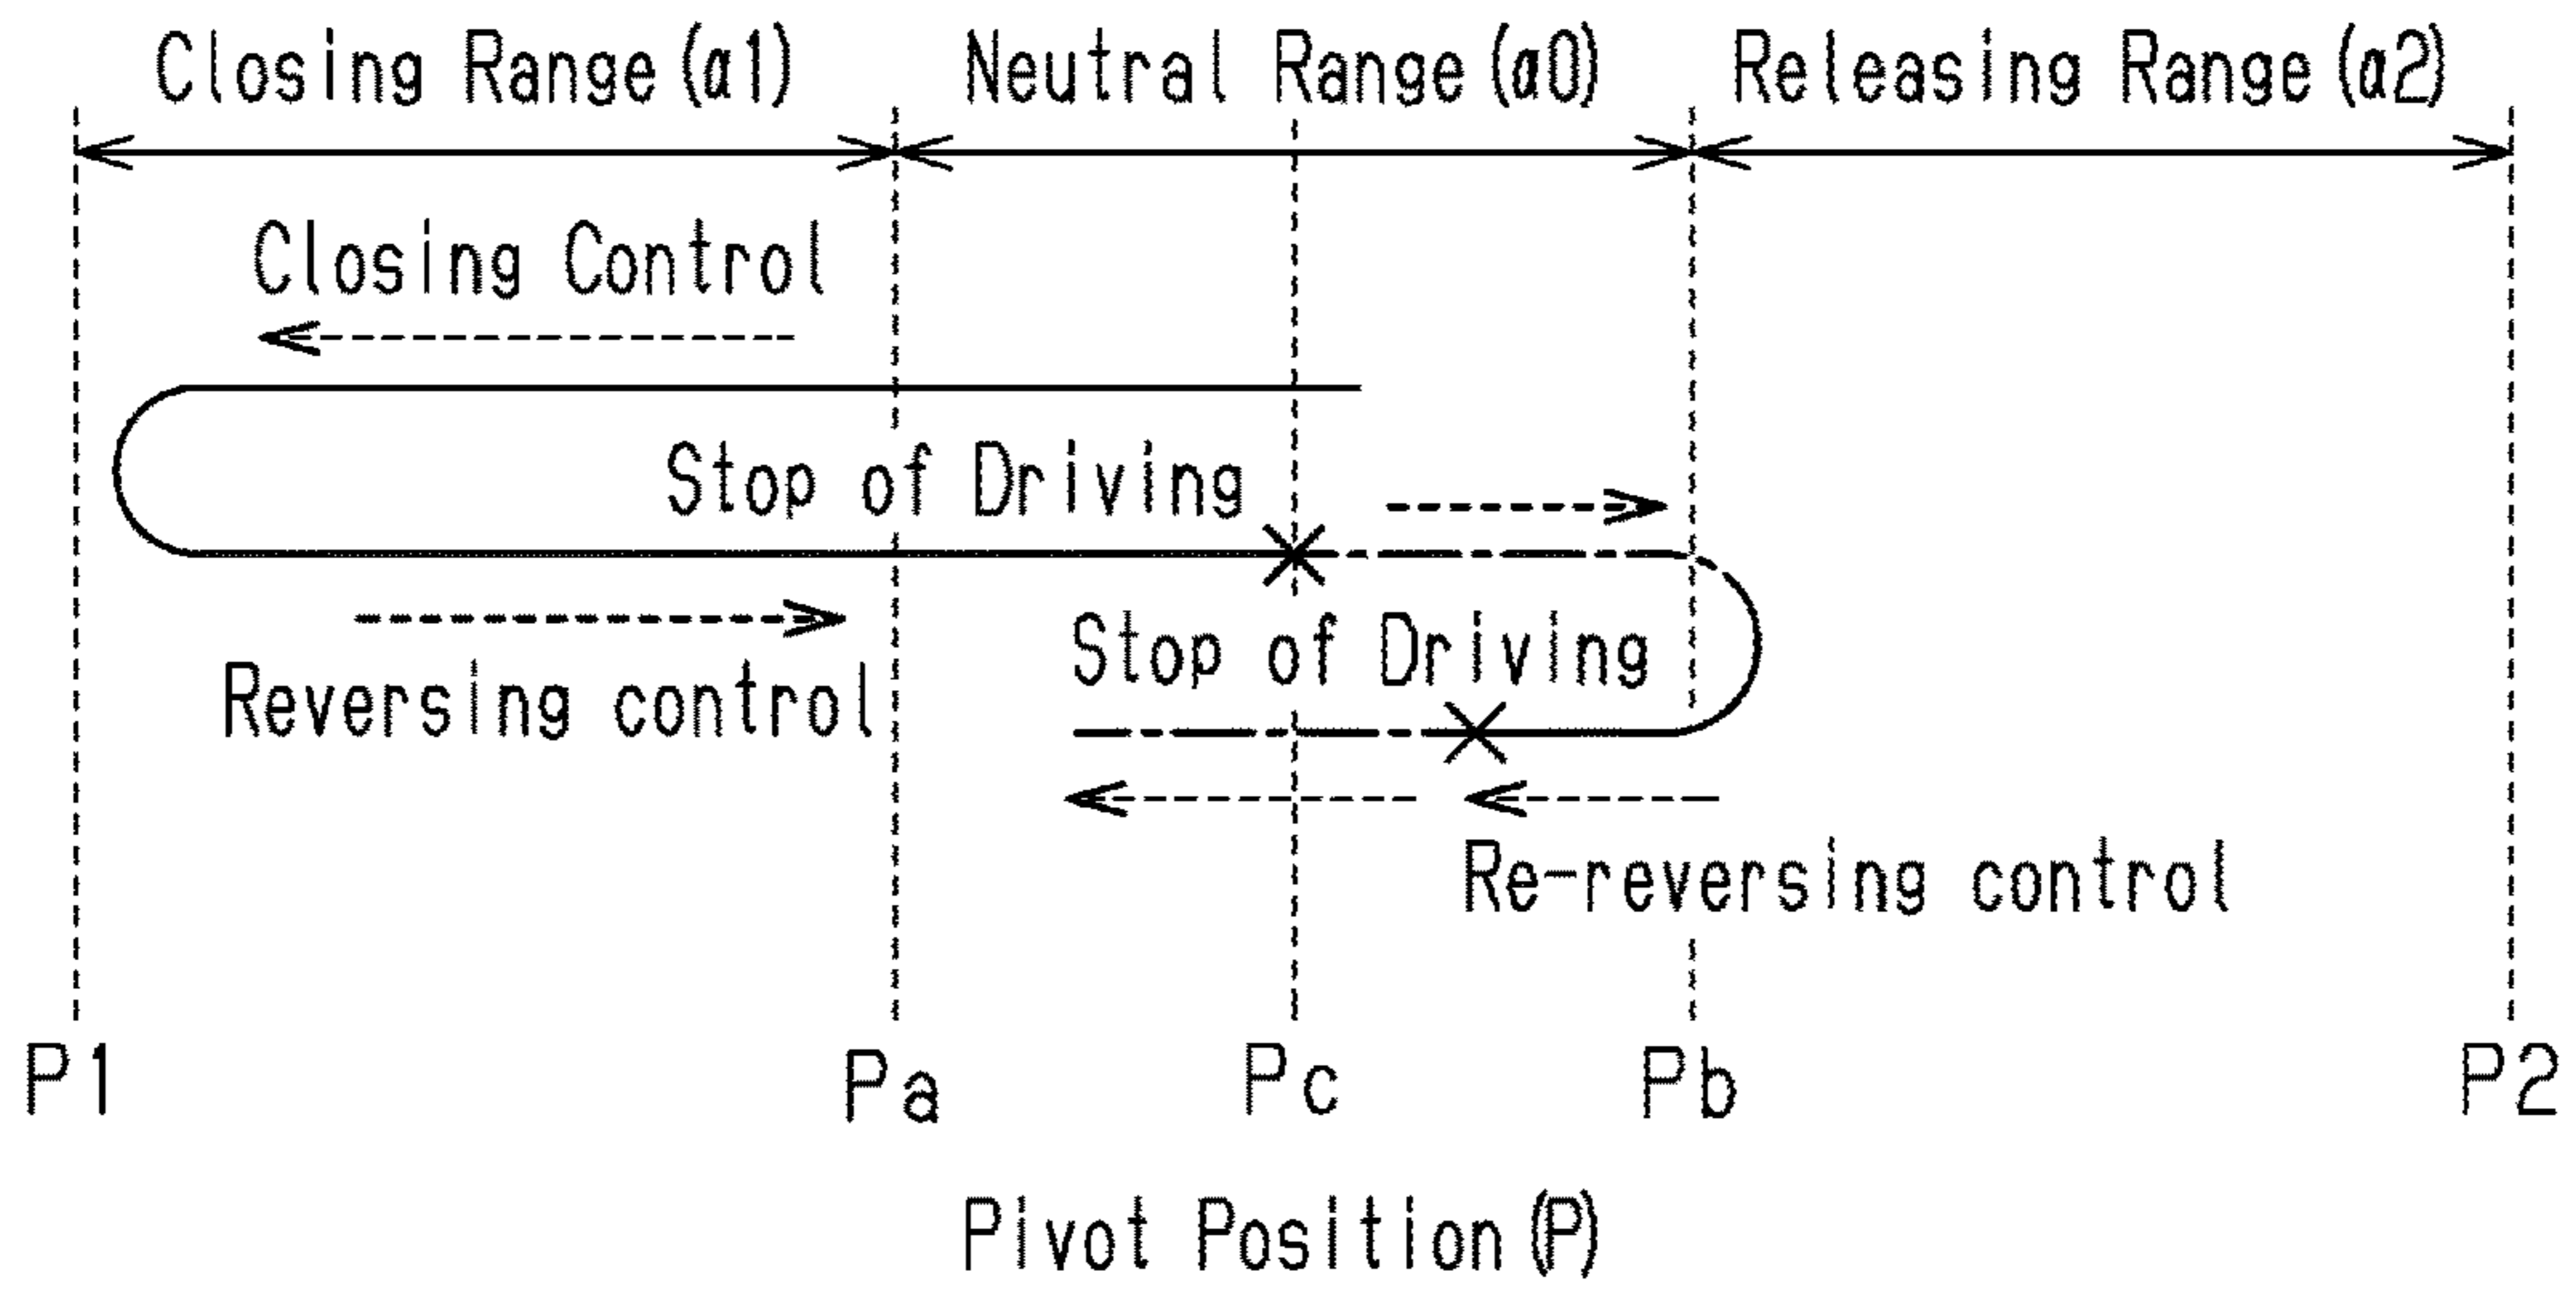 Closing Range (α1) Neutral Range (α0) Releasing Range (α2)
Closing Control
Stop of Driving
Reversing control
Stop of Driving
Re-reversing control
P1 Pa Pc Pb P2
Pivot Position (P)